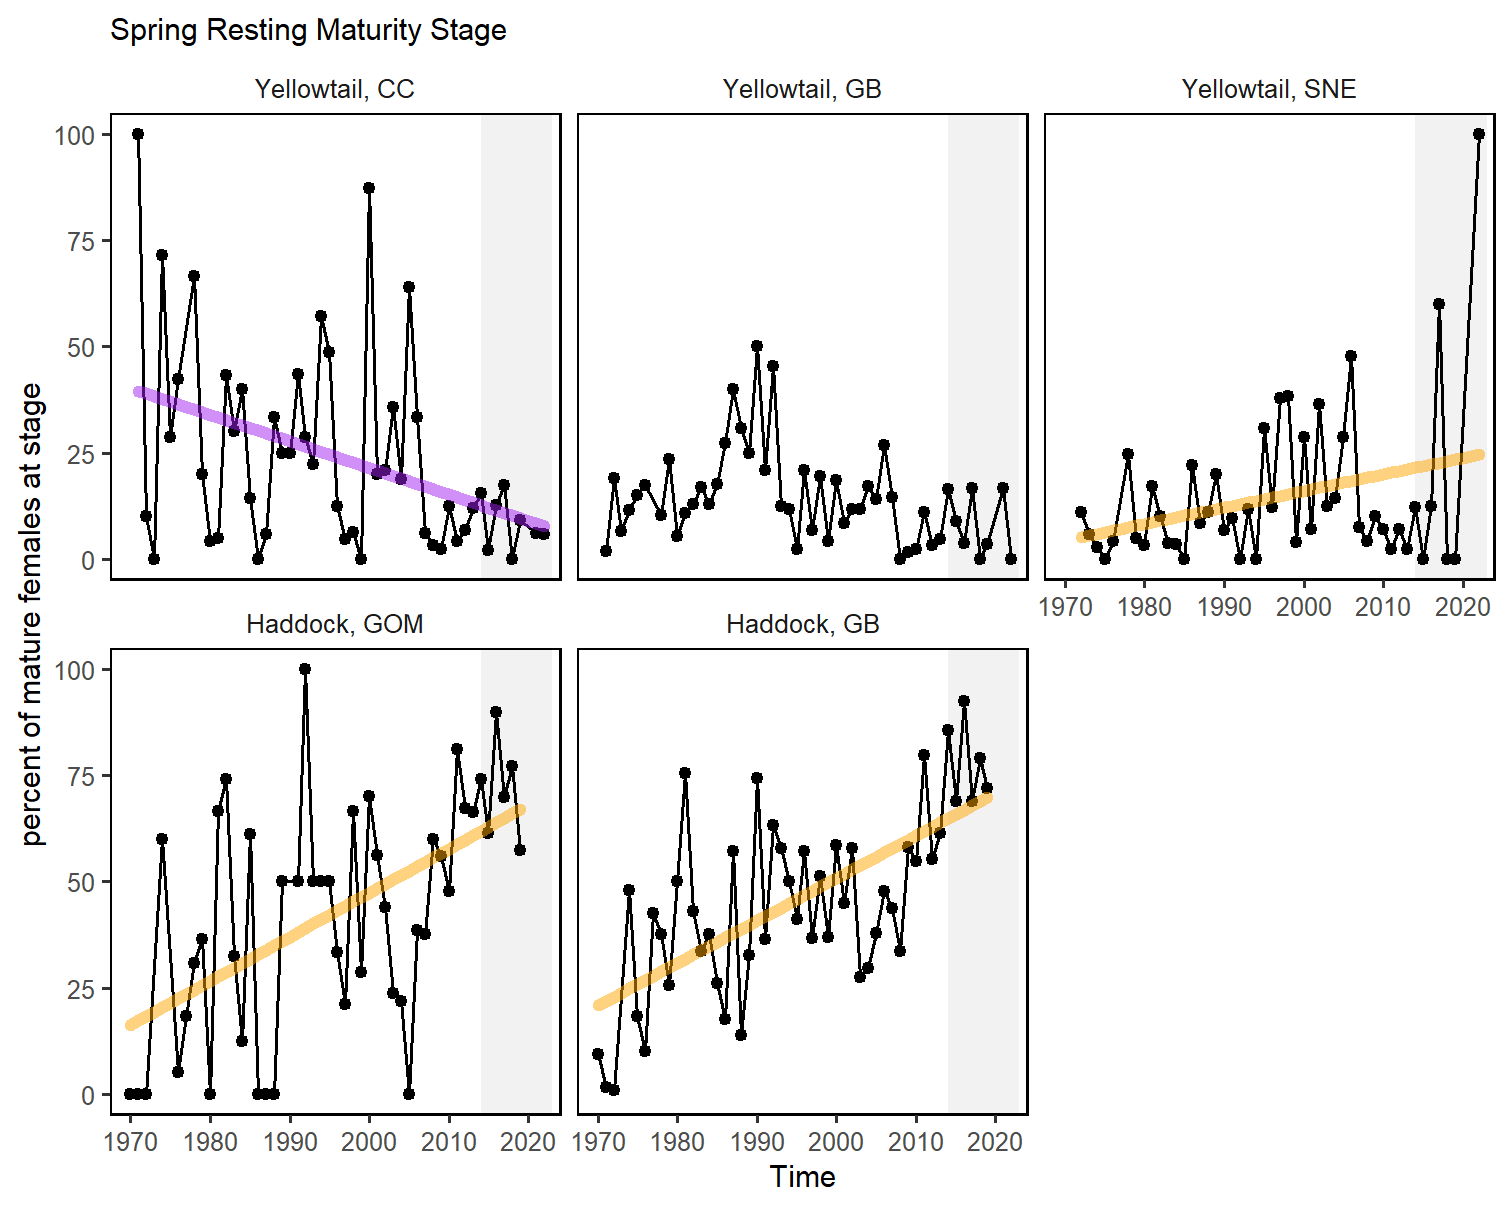 Spring Resting Maturity Stage
Yellowtail, CC
Yellowtail, GB
Yellowtail, SNE
100
75
50
25
0
1970 1980 1990 2000 2010 2020
Haddock, GOM
Haddock, GB
100
75
50
25
0
1970 1980 1990 2000 2010 2020
1970 1980 1990 2000 2010 2020
Time
percent of mature females at stage